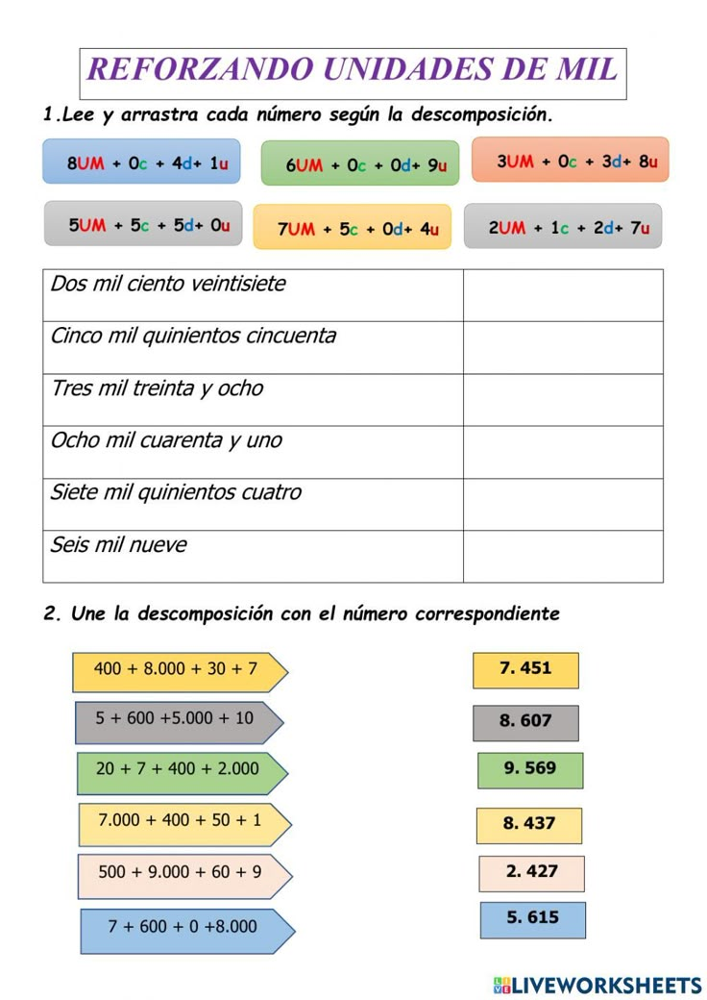 REFORZANDO UNIDADES DE MIL
1.Lee y arrastra cada número según la descomposición.
8UM + 0c + 4d+ 1u
6UM + 0c + 0d+ 9u
3UM + 0c + 3d+ 8u
5UM + 5c + 5d+ 0u
7UM + 5c + 0d+ 4u
2UM + 1c + 2d+ 7u
Dos mil ciento veintisiete
Cinco mil quinientos cincuenta
Tres mil treinta y ocho
Ocho mil cuarenta y uno
Siete mil quinientos cuatro
Seis mil nueve
2. Une la descomposición con el número correspondiente
400 + 8.000 + 30 + 7
7. 451
5 + 600 +5.000 + 10
8. 607
20 + 7 + 400 + 2.000
9. 569
7.000 + 400 + 50 + 1
8. 437
500 + 9.000 + 60 + 9
2. 427
7 + 600 + 0 +8.000
5. 615
LIVE LIVEWORKSHEETS